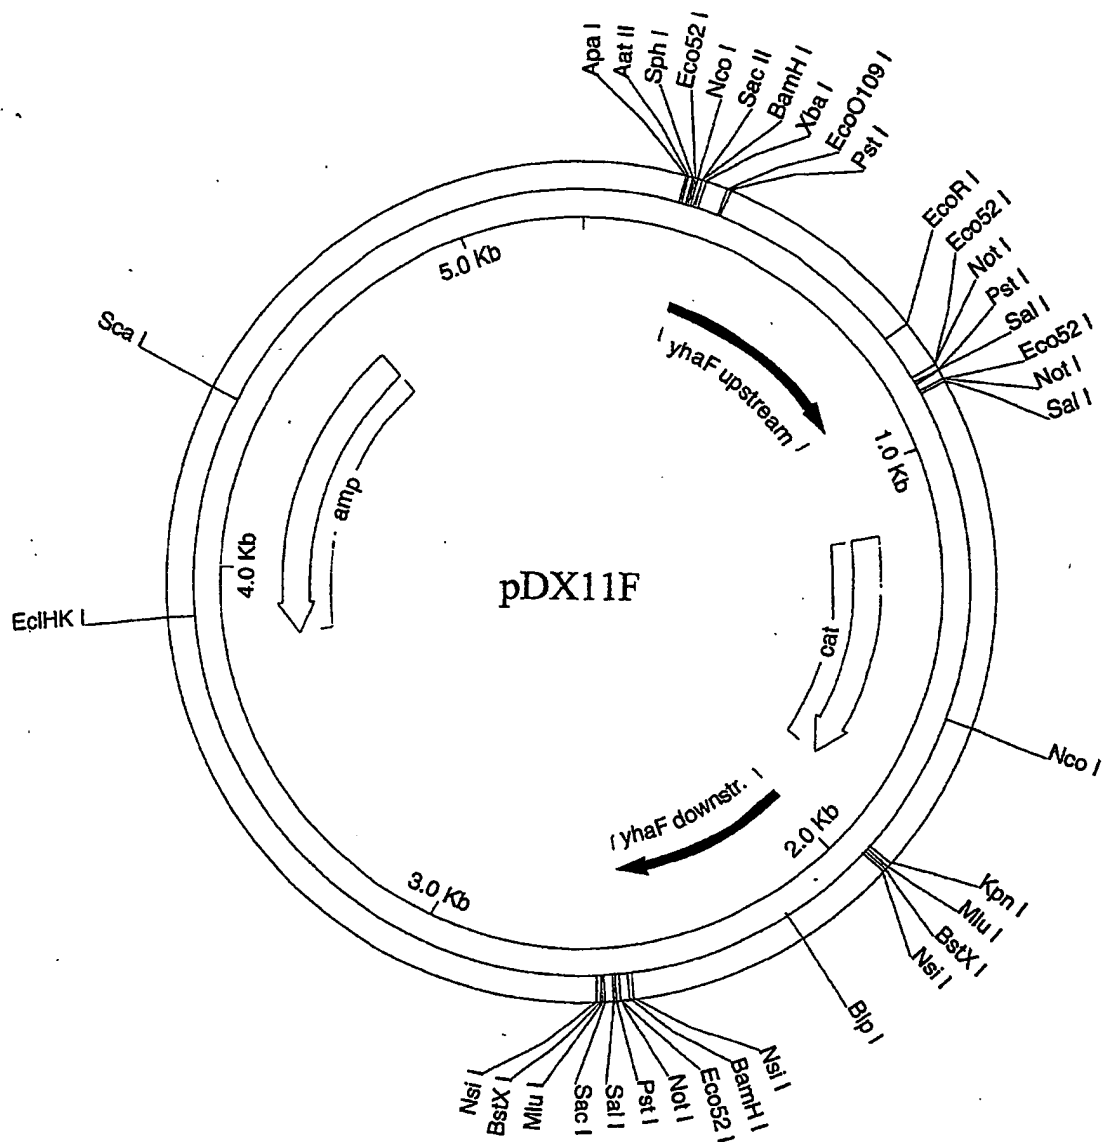 Apa I
Aat II
Sph I
Eco52 I
Nco I
Sac II
BamH I
Xba I
EcoO109 I
Pst I
EcoR I
Eco52 I
Not I
Pst I
Sal I
Eco52 I
Not I
Sal I
5.0 Kb
yhaF upstream
Sca I
1.0 Kb
amp
4.0 Kb
pDX11F
EclHK I
cat
Nco I
yhaF downstr.
2.0 Kb
3.0 Kb
Kpn I
Mlu I
BstX I
Nsi I
Blp I
Nsi I
BstX I
Mlu I
Sac I
Sal I
Pst I
Not I
Eco52 I
BamH I
Nsi I